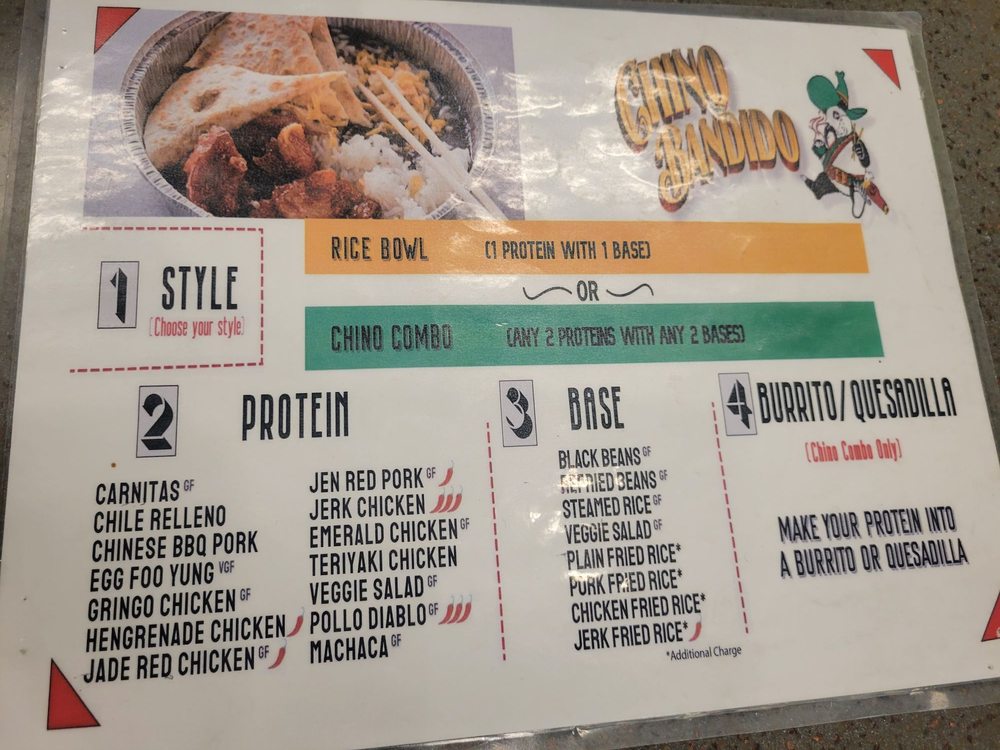 CHINO
BANDIDO
1 STYLE
(Choose your style)
RICE BOWL (1 PROTEIN WITH 1 BASE)
OR
CHINO COMBO (ANY 2 PROTEINS WITH ANY 2 BASES)
2 PROTEIN
CARNITAS GF
CHILE RELLENO
CHINESE BBQ PORK
EGG FOO YUNG VGF
GRINGO CHICKEN GF
HENGRENADE CHICKEN
JADE RED CHICKEN GF
JEN RED PORK GF
JERK CHICKEN
EMERALD CHICKEN GF
TERIYAKI CHICKEN
VEGGIE SALAD GF
POLLO DIABLO GF
MACHACA GF
3 BASE
BLACK BEANS GF
REFRIED BEANS GF
STEAMED RICE GF
VEGGIE SALAD GF
PLAIN FRIED RICE*
PORK FRIED RICE*
CHICKEN FRIED RICE*
JERK FRIED RICE*
*Additional Charge
4 BURRITO/QUESADILLA
(Chino Combo Only)
MAKE YOUR PROTEIN INTO
A BURRITO OR QUESADILLA